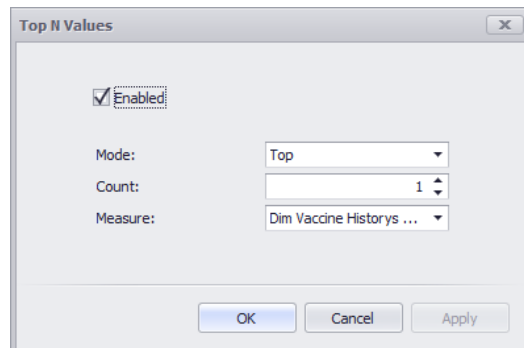 Top N Values
Enabled
Mode: Top
Count: 1
Measure: Dim Vaccine Historys ...
OK Cancel Apply